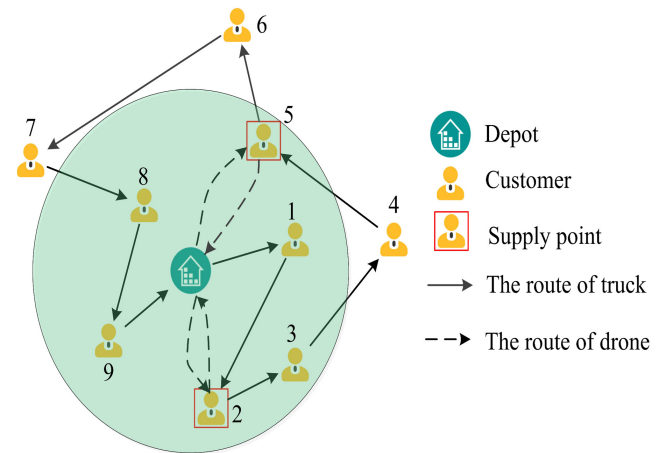 6
5
7
8
1
4
3
9
2
Depot
Customer
Supply point
The route of truck
The route of drone